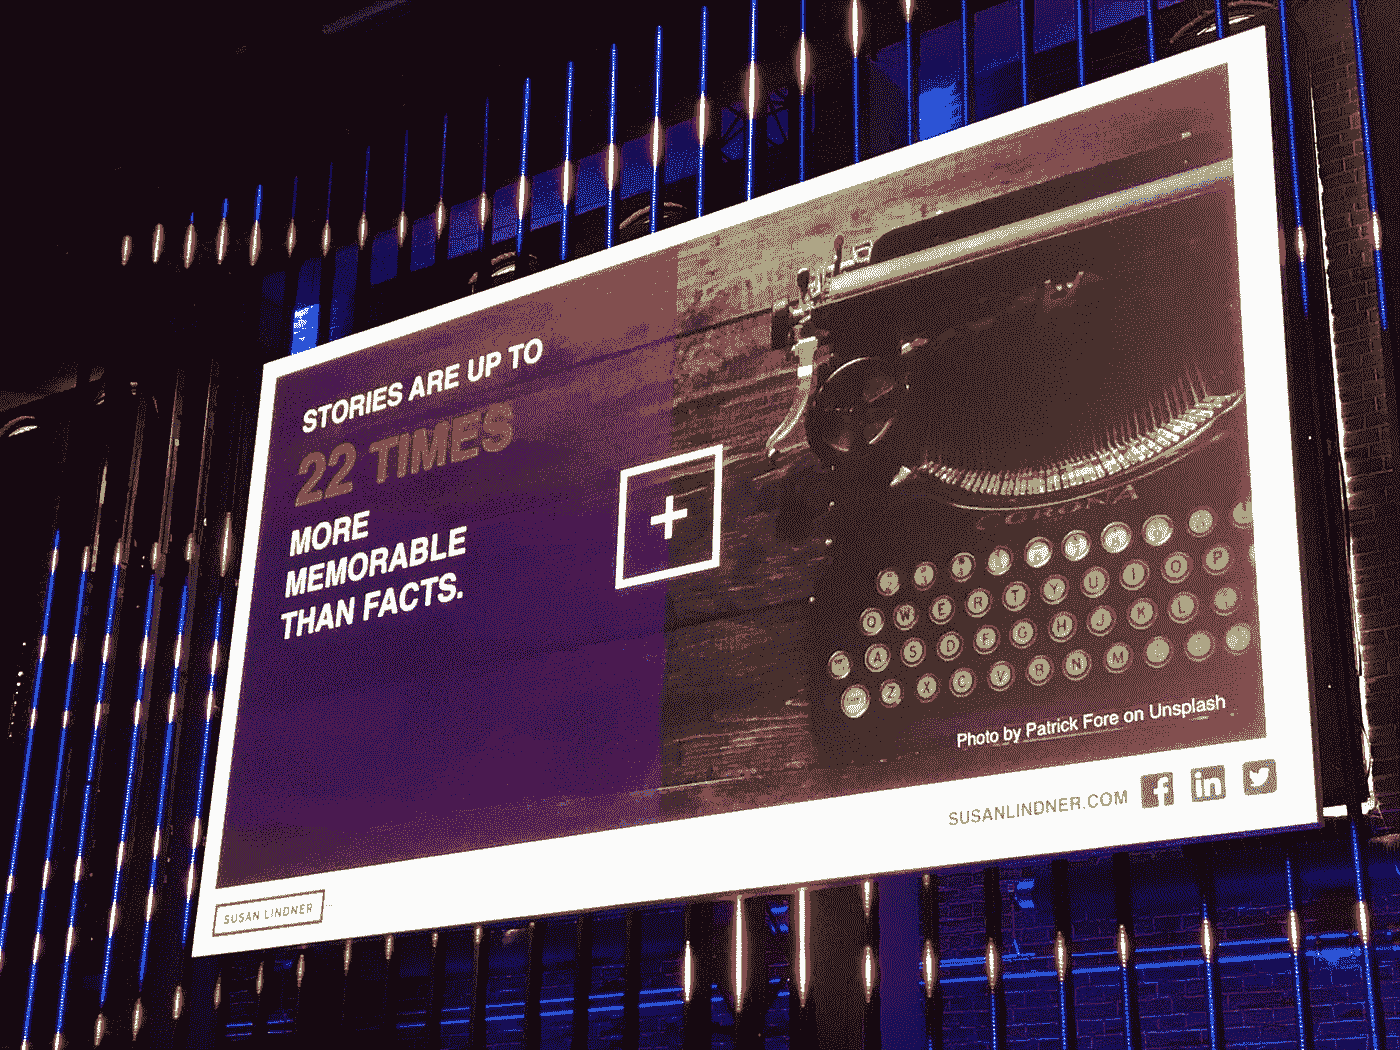 STORIES ARE UP TO
22 TIMES
MORE
MEMORABLE
THAN FACTS.
CORONA
Q W E R T Y U I O P
A S D F G H J K L
Z X C V B N M
Photo by Patrick Fore on Unsplash
SUSANLINDNER.COM
SUSAN LINDNER